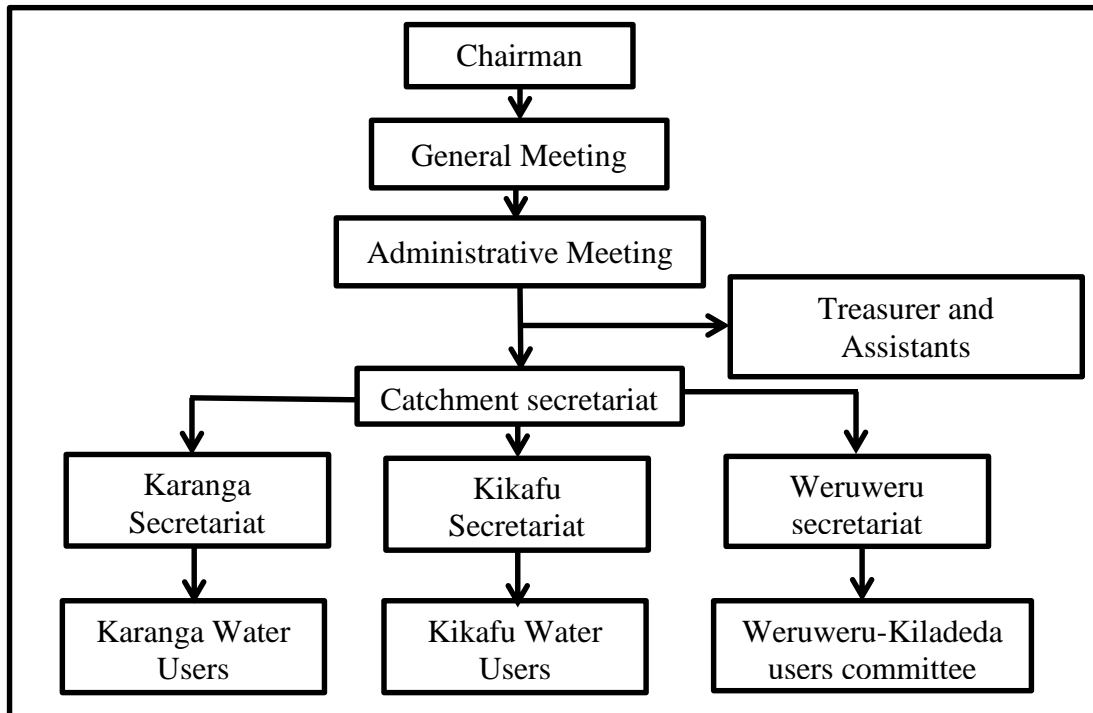 Chairman
General Meeting
Administrative Meeting
Treasurer and
Assistants
Catchment secretariat
Karanga
Secretariat
Kikafu
Secretariat
Weruweru
secretariat
Karanga Water
Users
Kikafu Water
Users
Weruweru-Kiladeda
users committee